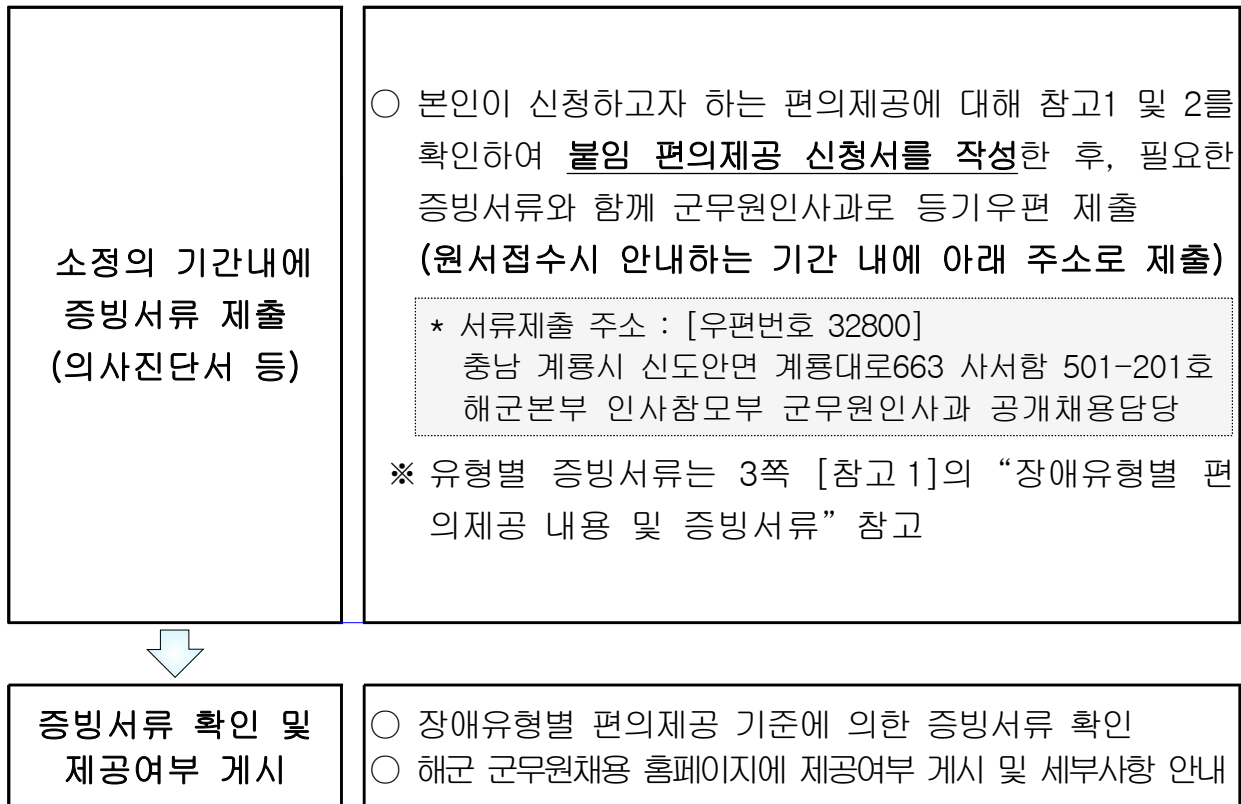 소정의 기간내에
증빙서류 제출
(의사진단서 등)
○ 본인이 신청하고자 하는 편의제공에 대해 참고1 및 2를
확인하여 붙임 편의제공 신청서를 작성한 후, 필요한
증빙서류와 함께 군무원인사과로 등기우편 제출
(원서접수시 안내하는 기간 내에 아래 주소로 제출)
* 서류제출 주소 : [우편번호 32800]
충남 계룡시 신도안면 계룡대로663 사서함 501-201호
해군본부 인사참모부 군무원인사과 공개채용담당
※ 유형별 증빙서류는 3쪽 [참고 1]의 “장애유형별 편
의제공 내용 및 증빙서류” 참고
증빙서류 확인 및
제공여부 게시
○ 장애유형별 편의제공 기준에 의한 증빙서류 확인
○ 해군 군무원채용 홈페이지에 제공여부 게시 및 세부사항 안내